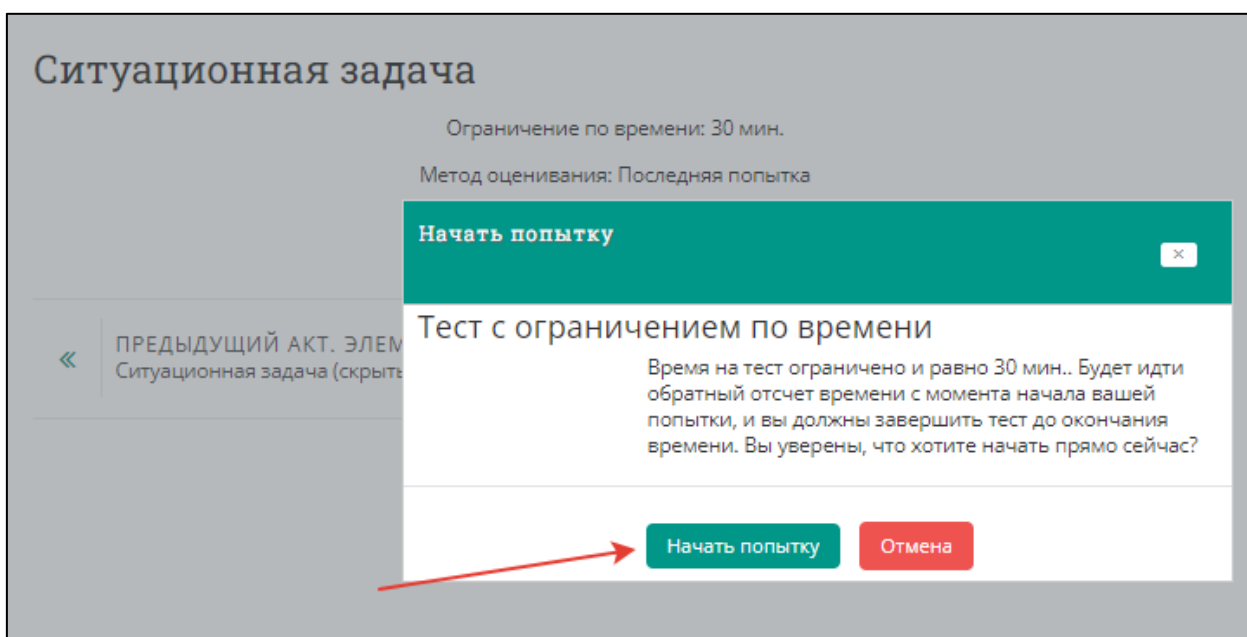 Ситуационная задача
Ограничение по времени: 30 мин.
Метод оценивания: Последняя попытка
Начать попытку
×
Тест с ограничением по времени
Время на тест ограничено и равно 30 мин.. Будет идти
обратный отсчет времени с момента начала вашей
попытки, и вы должны завершить тест до окончания
времени. Вы уверены, что хотите начать прямо сейчас?
« ПРЕДЫДУЩИЙ АКТ. ЭЛЕМ
Ситуационная задача (скрыть
Начать попытку Отмена